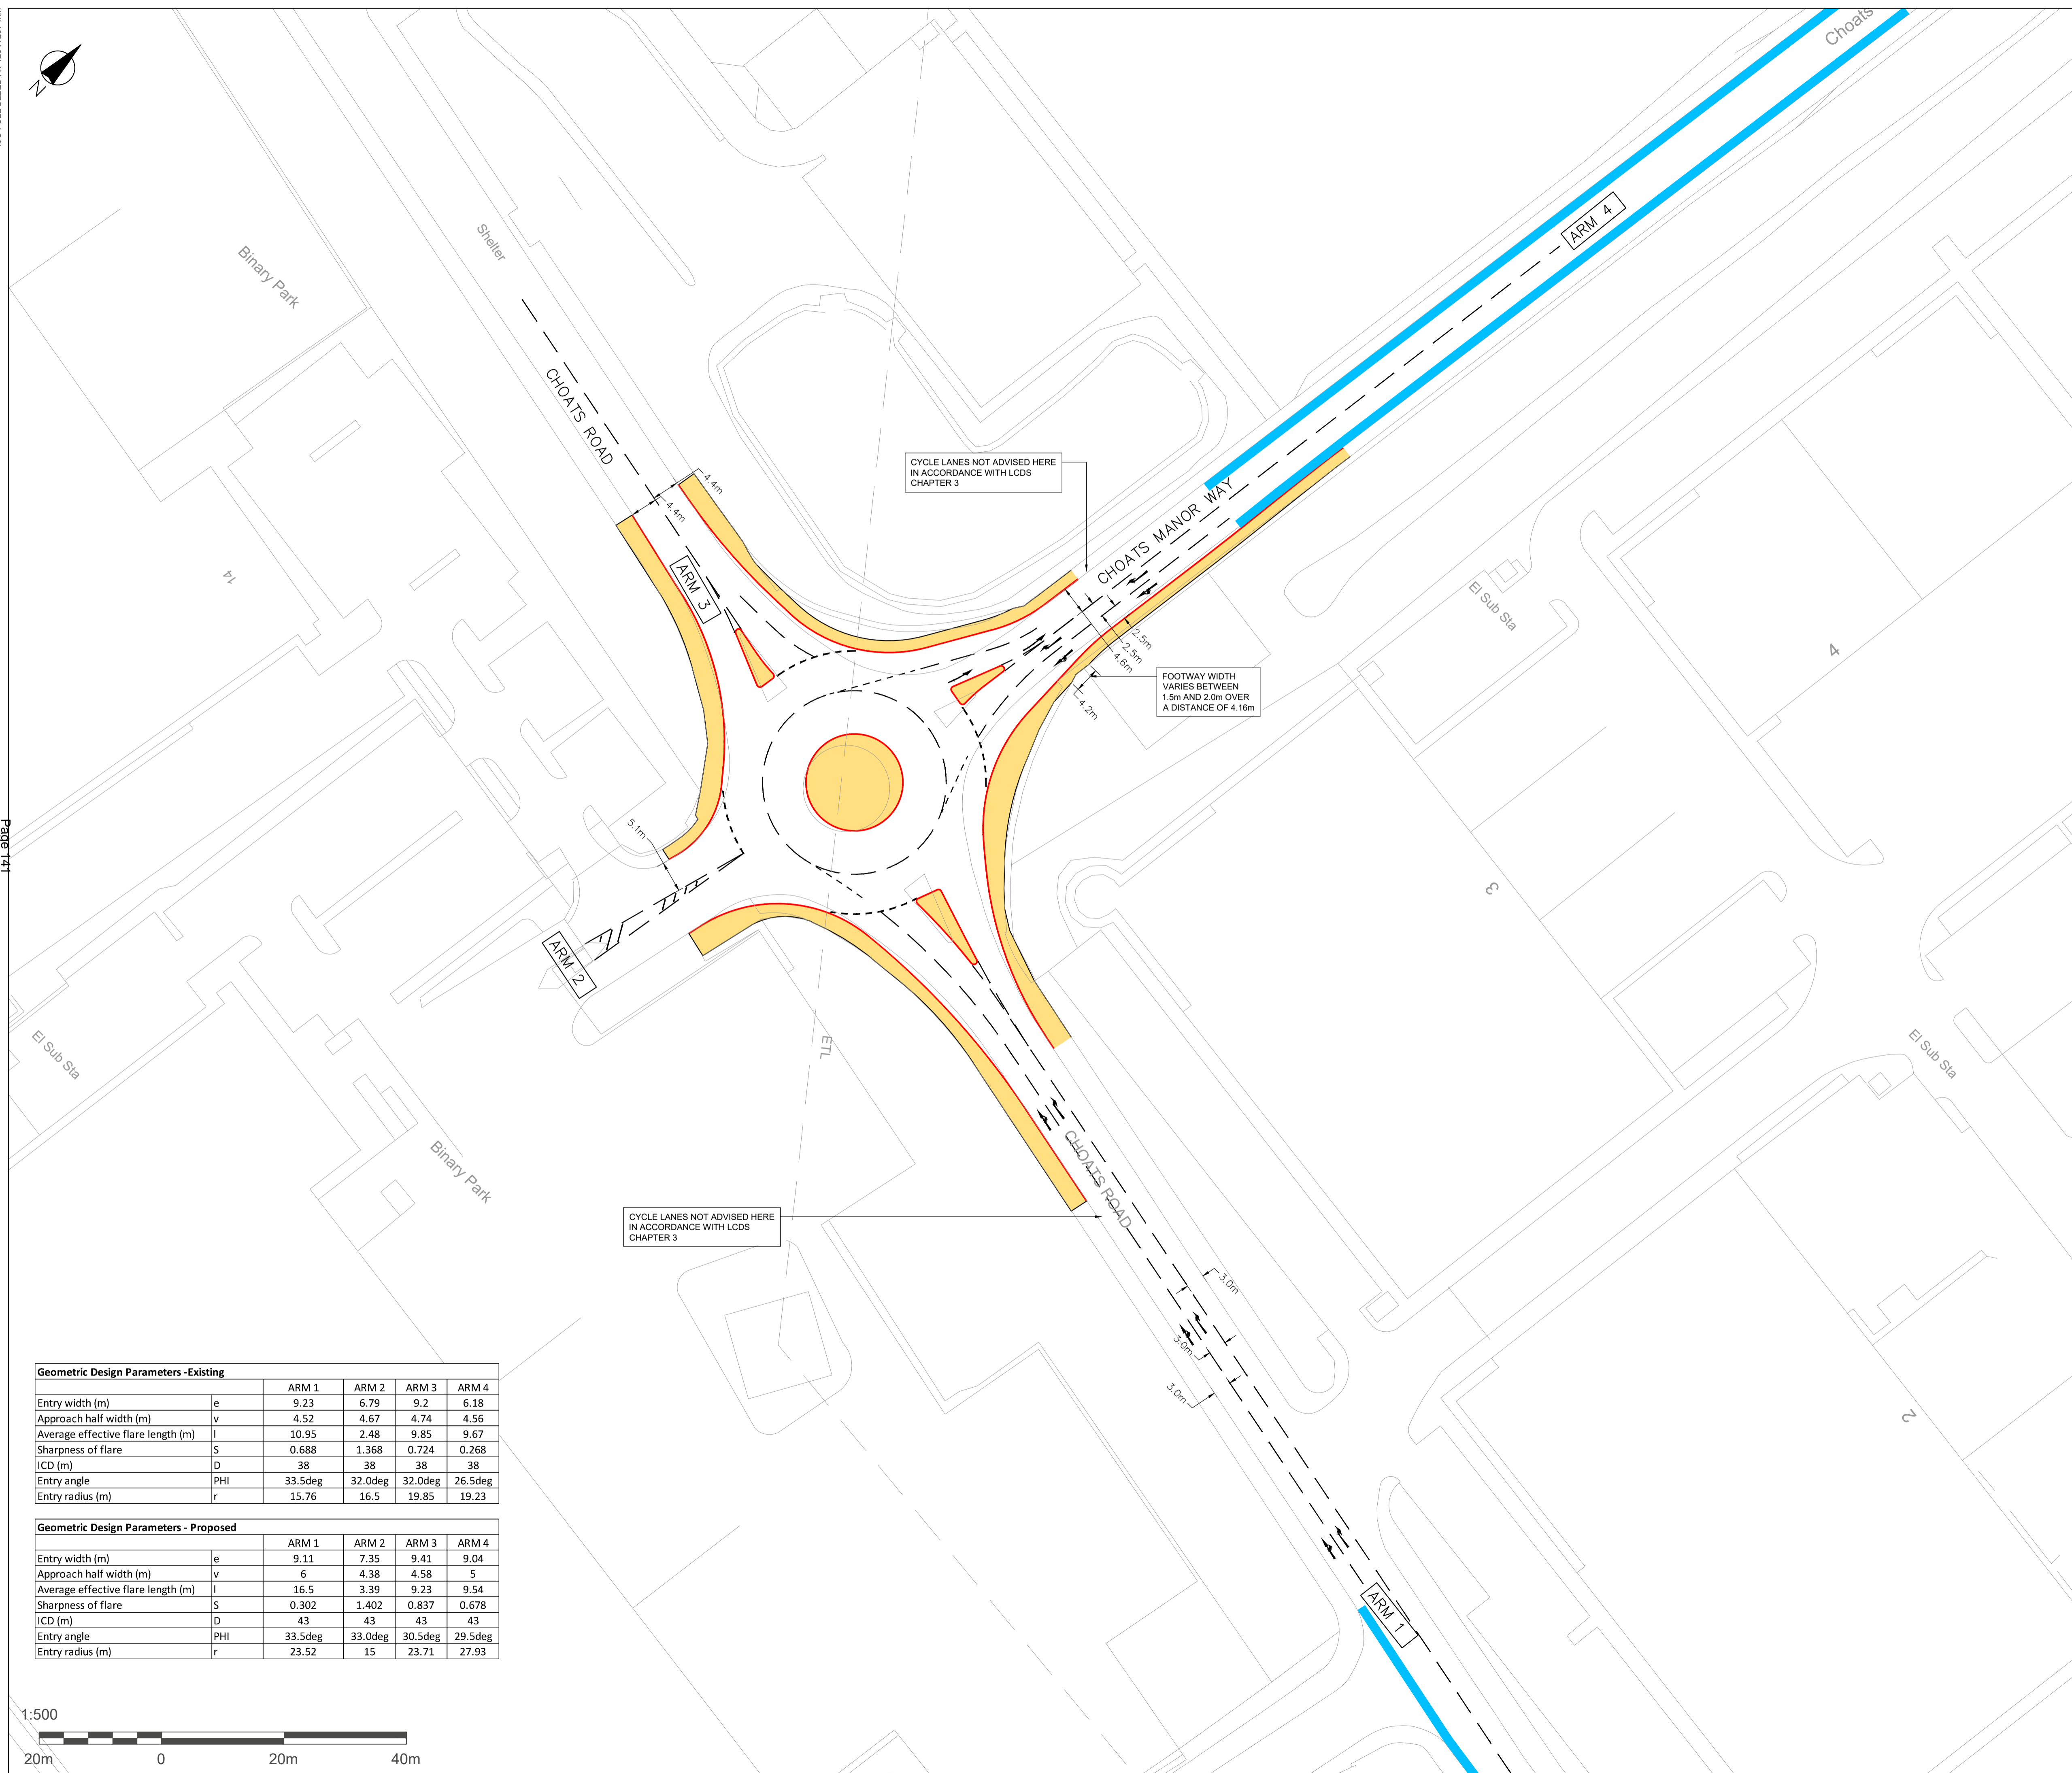 N
Choats
Binary Park
Shelter
CHOATS ROAD
ARM 4
CYCLE LANES NOT ADVISED HERE
IN ACCORDANCE WITH LCDS
CHAPTER 3
CHOATS MANOR WAY
4.4m
4.4m
ARM 3
14
El Sub Sta
4
2.5m
2.5m
4.6m
4.2m
FOOTWAY WIDTH
VARIES BETWEEN
1.5m AND 2.0m OVER
A DISTANCE OF 4.16m
Page 141
5.1m
3
ARM 2
ETL
El Sub Sta
El Sub Sta
Binary Park
CHOATS ROAD
CYCLE LANES NOT ADVISED HERE
IN ACCORDANCE WITH LCDS
CHAPTER 3
3.0m
3.0m
3.0m
2
ARM 1
Geometric Design Parameters -Existing
ARM 1 ARM 2 ARM 3 ARM 4
Entry width (m) e 9.23 6.79 9.2 6.18
Approach half width (m) v 4.52 4.67 4.74 4.56
Average effective flare length (m) l 10.95 2.48 9.85 9.67
Sharpness of flare S 0.688 1.368 0.724 0.268
ICD (m) D 38 38 38 38
Entry angle PHI 33.5deg 32.0deg 32.0deg 26.5deg
Entry radius (m) r 15.76 16.5 19.85 19.23
Geometric Design Parameters - Proposed
ARM 1 ARM 2 ARM 3 ARM 4
Entry width (m) e 9.11 7.35 9.41 9.04
Approach half width (m) v 6 4.38 4.58 5
Average effective flare length (m) l 16.5 3.39 9.23 9.54
Sharpness of flare S 0.302 1.402 0.837 0.678
ICD (m) D 43 43 43 43
Entry angle PHI 33.5deg 33.0deg 30.5deg 29.5deg
Entry radius (m) r 23.52 15 23.71 27.93
1:500
20m 0 20m 40m